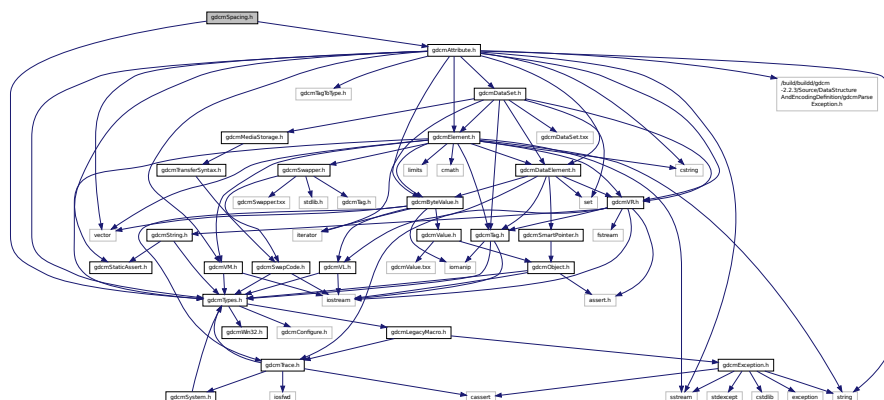 gdcmSpacing.h
gdcmAttribute.h
gdcmTagToType.h
gdcmDataSet.h
/build/buildd/gdcm
-2.2.3/Source/DataStructure
AndEncodingDefinition/gdcmParse
Exception.h
gdcmMediaStorage.h
gdcmElement.h
gdcmDataSet.txx
gdcmTransferSyntax.h
gdcmSwapper.h
limits
cmath
gdcmDataElement.h
cstring
gdcmSwapper.txx
stdlib.h
gdcmTag.h
gdcmByteValue.h
set
gdcmVR.h
vector
gdcmString.h
iterator
gdcmValue.h
gdcmTag.h
gdcmSmartPointer.h
fstream
gdcmStaticAssert.h
gdcmVM.h
gdcmSwapCode.h
gdcmVL.h
gdcmValue.txx
iomanip
gdcmObject.h
gdcmTypes.h
iostream
assert.h
gdcmWin32.h
gdcmConfigure.h
gdcmLegacyMacro.h
gdcmTrace.h
gdcmException.h
gdcmSystem.h
iosfwd
cassert
sstream
stdexcept
cstdlib
exception
string